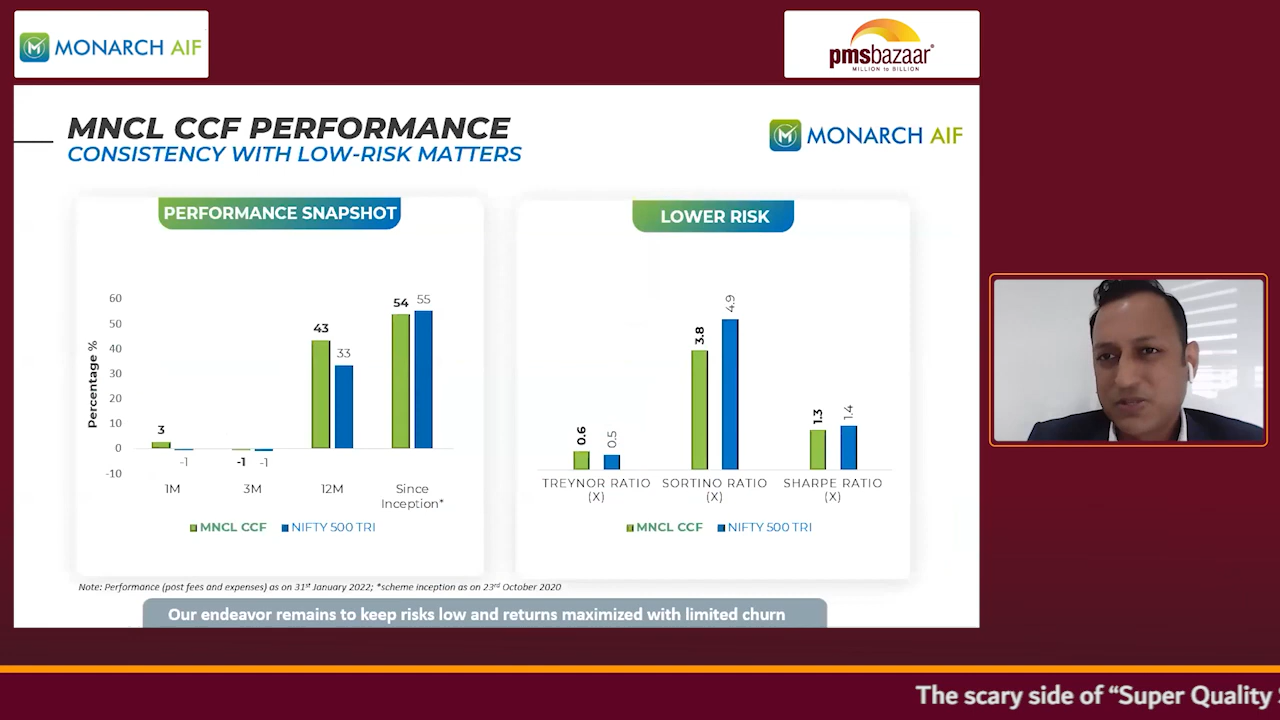 MONARCH AIF
pmsbazaar
MILLION to BILLION
MNCL CCF PERFORMANCE
CONSISTENCY WITH LOW-RISK MATTERS
MONARCH AIF
PERFORMANCE SNAPSHOT
Percentage %
60
50
40
30
20
10
0
-10
3
-1
-1
-1
43
33
54
55
1M
3M
12M
Since
Inception*
MNCL CCF
NIFTY 500 TRI
LOWER RISK
0.6
0.5
3.8
4.9
1.3
1.4
TREYNOR RATIO
(X)
SORTINO RATIO
(X)
SHARPE RATIO
(X)
MNCL CCF
NIFTY 500 TRI
Note: Performance (post fees and expenses) as on 31st January 2022; *scheme inception as on 23rd October 2020
Our endeavor remains to keep risks low and returns maximized with limited churn
The scary side of “Super Quality